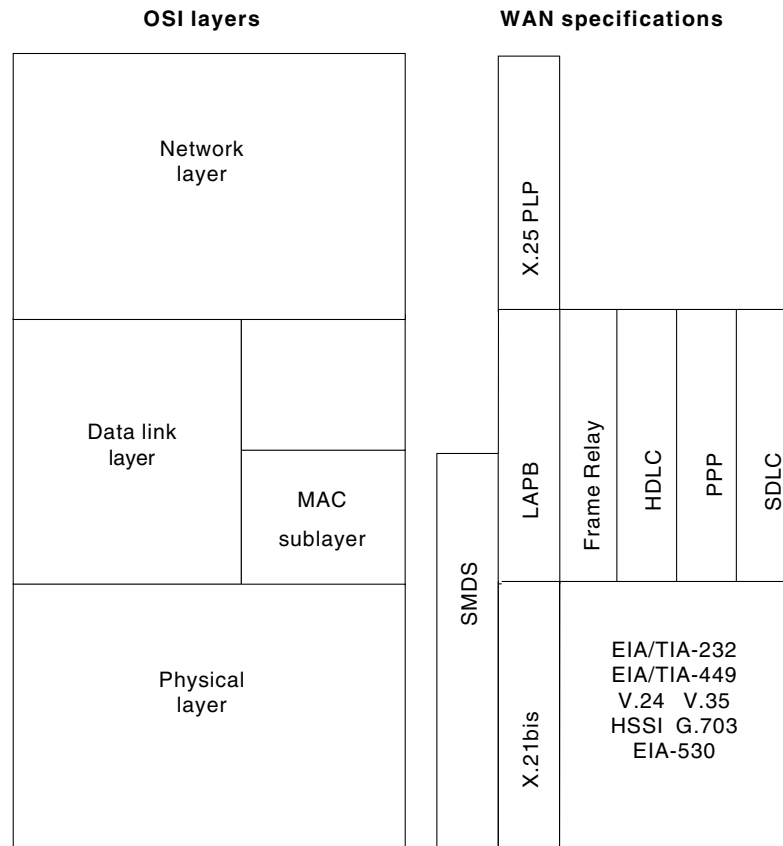 OSI layers
WAN specifications
Network
layer
Data link
layer
MAC
sublayer
Physical
layer
SMDS
X.25 PLP
LAPB
X.21bis
Frame Relay
HDLC
PPP
SDLC
EIA/TIA-232
EIA/TIA-449
V.24 V.35
HSSI G.703
EIA-530